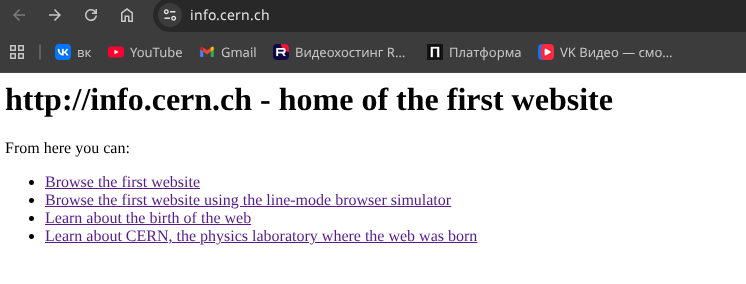 info.cern.ch
вк YouTube Gmail Видеохостинг R... Платформа VK Видео — смо...
http://info.cern.ch - home of the first website
From here you can:
Browse the first website
Browse the first website using the line-mode browser simulator
Learn about the birth of the web
Learn about CERN, the physics laboratory where the web was born